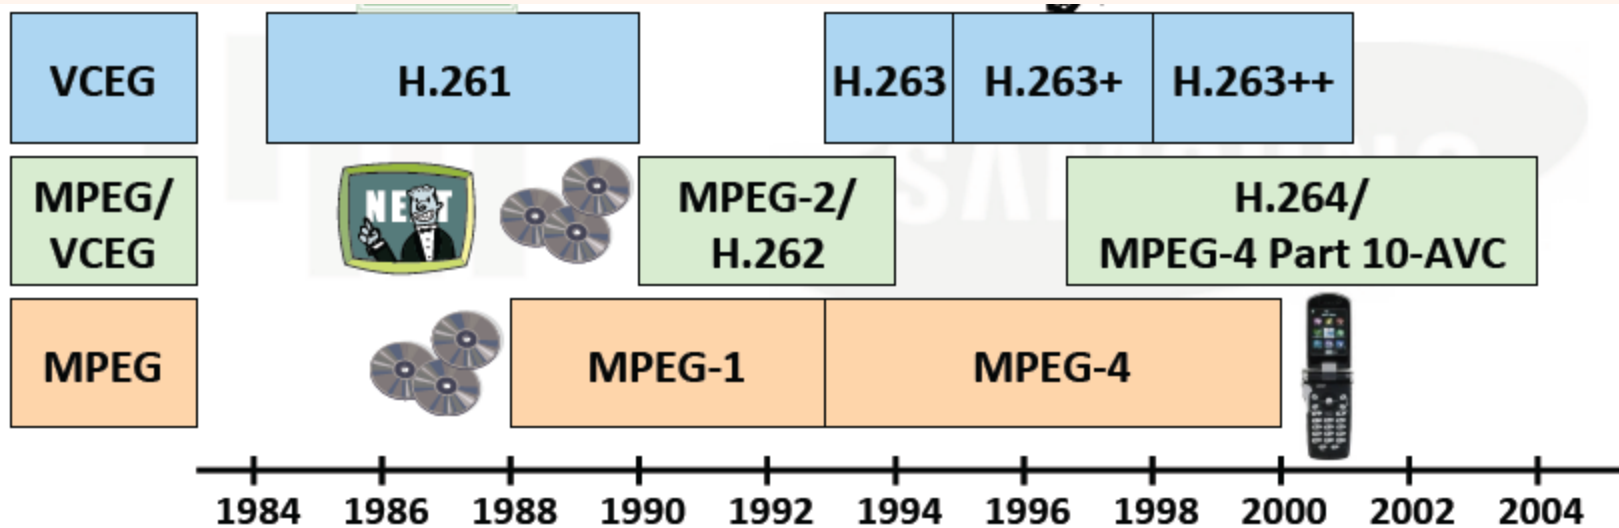 VCEG
H.261
H.263
H.263+
H.263++
MPEG/
VCEG
NEXT
MPEG-2/
H.262
H.264/
MPEG-4 Part 10-AVC
MPEG
MPEG-1
MPEG-4
1984 1986 1988 1990 1992 1994 1996 1998 2000 2002 2004